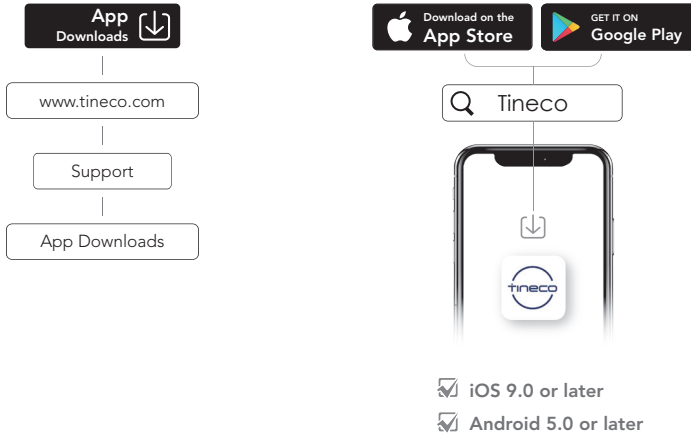 App
Downloads
www.tineco.com
Support
App Downloads
Download on the
App Store
GET IT ON
Google Play
Tineco
tineco
iOS 9.0 or later
Android 5.0 or later